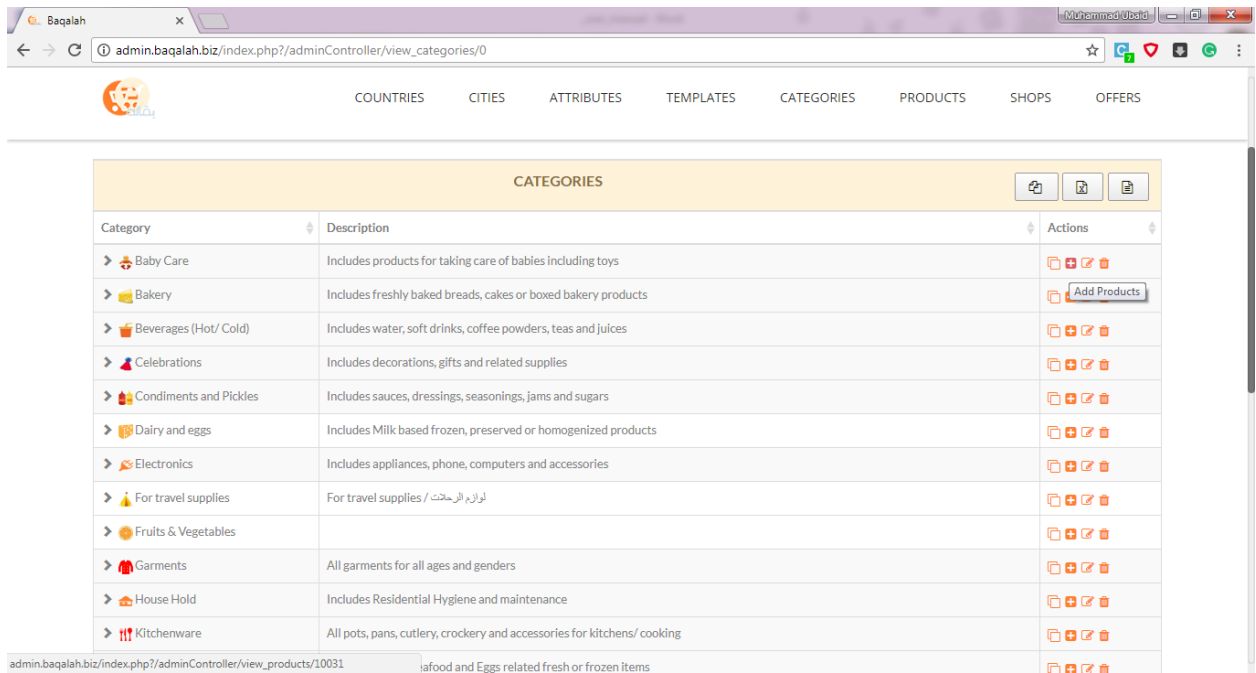 Baqalah
Muhammad Ubaid
admin.baqalah.biz/index.php?/adminController/view_categories/0
7
بقالة
COUNTRIES CITIES ATTRIBUTES TEMPLATES CATEGORIES PRODUCTS SHOPS OFFERS
CATEGORIES
Category Description Actions
Baby Care Includes products for taking care of babies including toys
Bakery Includes freshly baked breads, cakes or boxed bakery products Add Products
Beverages (Hot/ Cold) Includes water, soft drinks, coffee powders, teas and juices
Celebrations Includes decorations, gifts and related supplies
Condiments and Pickles Includes sauces, dressings, seasonings, jams and sugars
Dairy and eggs Includes Milk based frozen, preserved or homogenized products
Electronics Includes appliances, phone, computers and accessories
For travel supplies For travel supplies / لوازم الرحلات
Fruits & Vegetables
Garments All garments for all ages and genders
House Hold Includes Residential Hygiene and maintenance
Kitchenware All pots, pans, cutlery, crockery and accessories for kitchens/ cooking
admin.baqalah.biz/index.php?/adminController/view_products/10031 and Eggs related fresh or frozen items